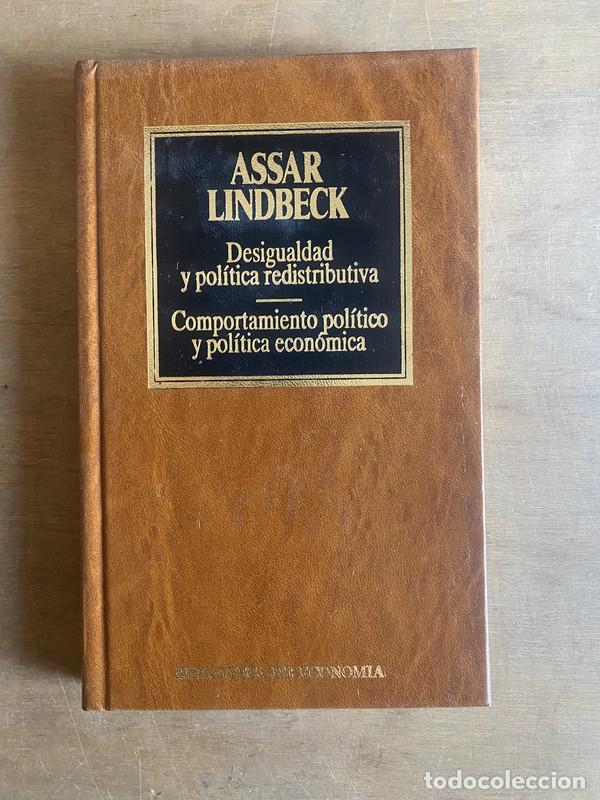 ASSAR
LINDBECK
Desigualdad
y política redistributiva
Comportamiento político
y política económica
BIBLIOTECA DE ECONOMIA
todocoleccion